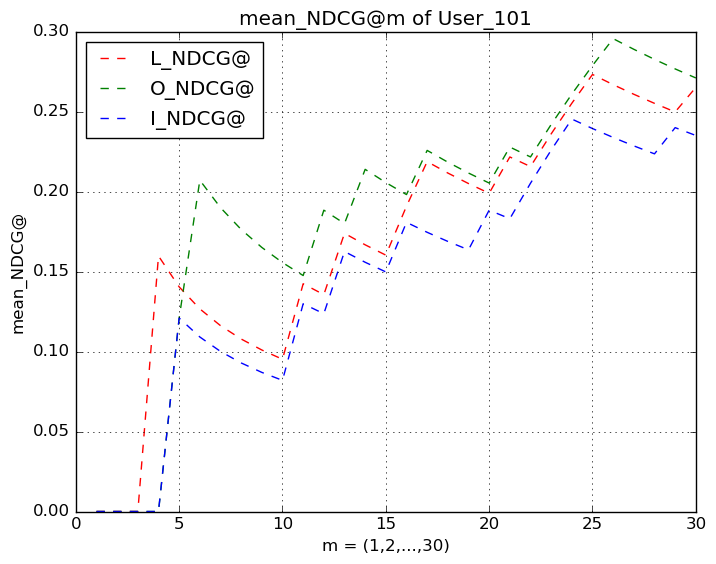 mean_NDCG@m of User_101
L_NDCG@
O_NDCG@
I_NDCG@
0.30
0.25
0.20
0.15
0.10
0.05
0.00
mean_NDCG@
0 5 10 15 20 25 30
m = (1,2,...,30)